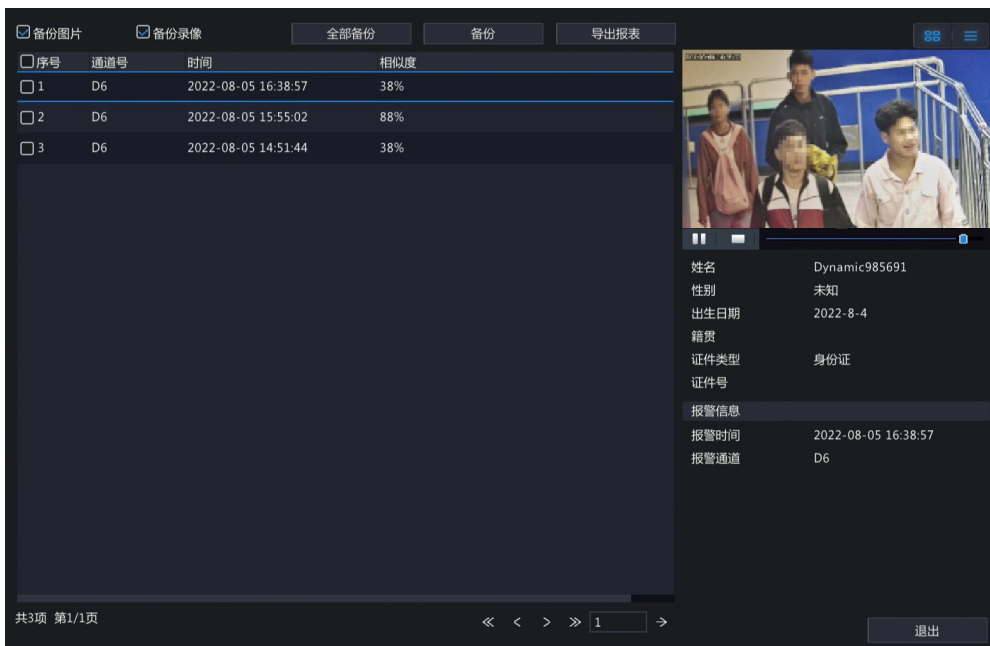 备份图片 备份录像 全部备份 备份 导出报表
序号 通道号 时间 相似度
1 D6 2022-08-05 16:38:57 38%
2 D6 2022-08-05 15:55:02 88%
3 D6 2022-08-05 14:51:44 38%
姓名 Dynamic985691
性别 未知
出生日期 2022-8-4
籍贯
证件类型 身份证
证件号
报警信息
报警时间 2022-08-05 16:38:57
报警通道 D6
共3项 第1/1页
1
退出